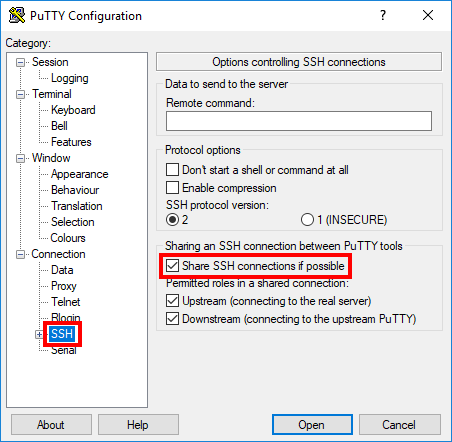 PuTTY Configuration
?
Category:
Session
Logging
Terminal
Keyboard
Bell
Features
Window
Appearance
Behaviour
Translation
Selection
Colours
Connection
Data
Proxy
Telnet
Rlogin
SSH
Serial
Options controlling SSH connections
Data to send to the server
Remote command:
Protocol options
Don't start a shell or command at all
Enable compression
SSH protocol version:
2 1 (INSECURE)
Sharing an SSH connection between PuTTY tools
Share SSH connections if possible
Permitted roles in a shared connection:
Upstream (connecting to the real server)
Downstream (connecting to the upstream PuTTY)
About Help Open Cancel